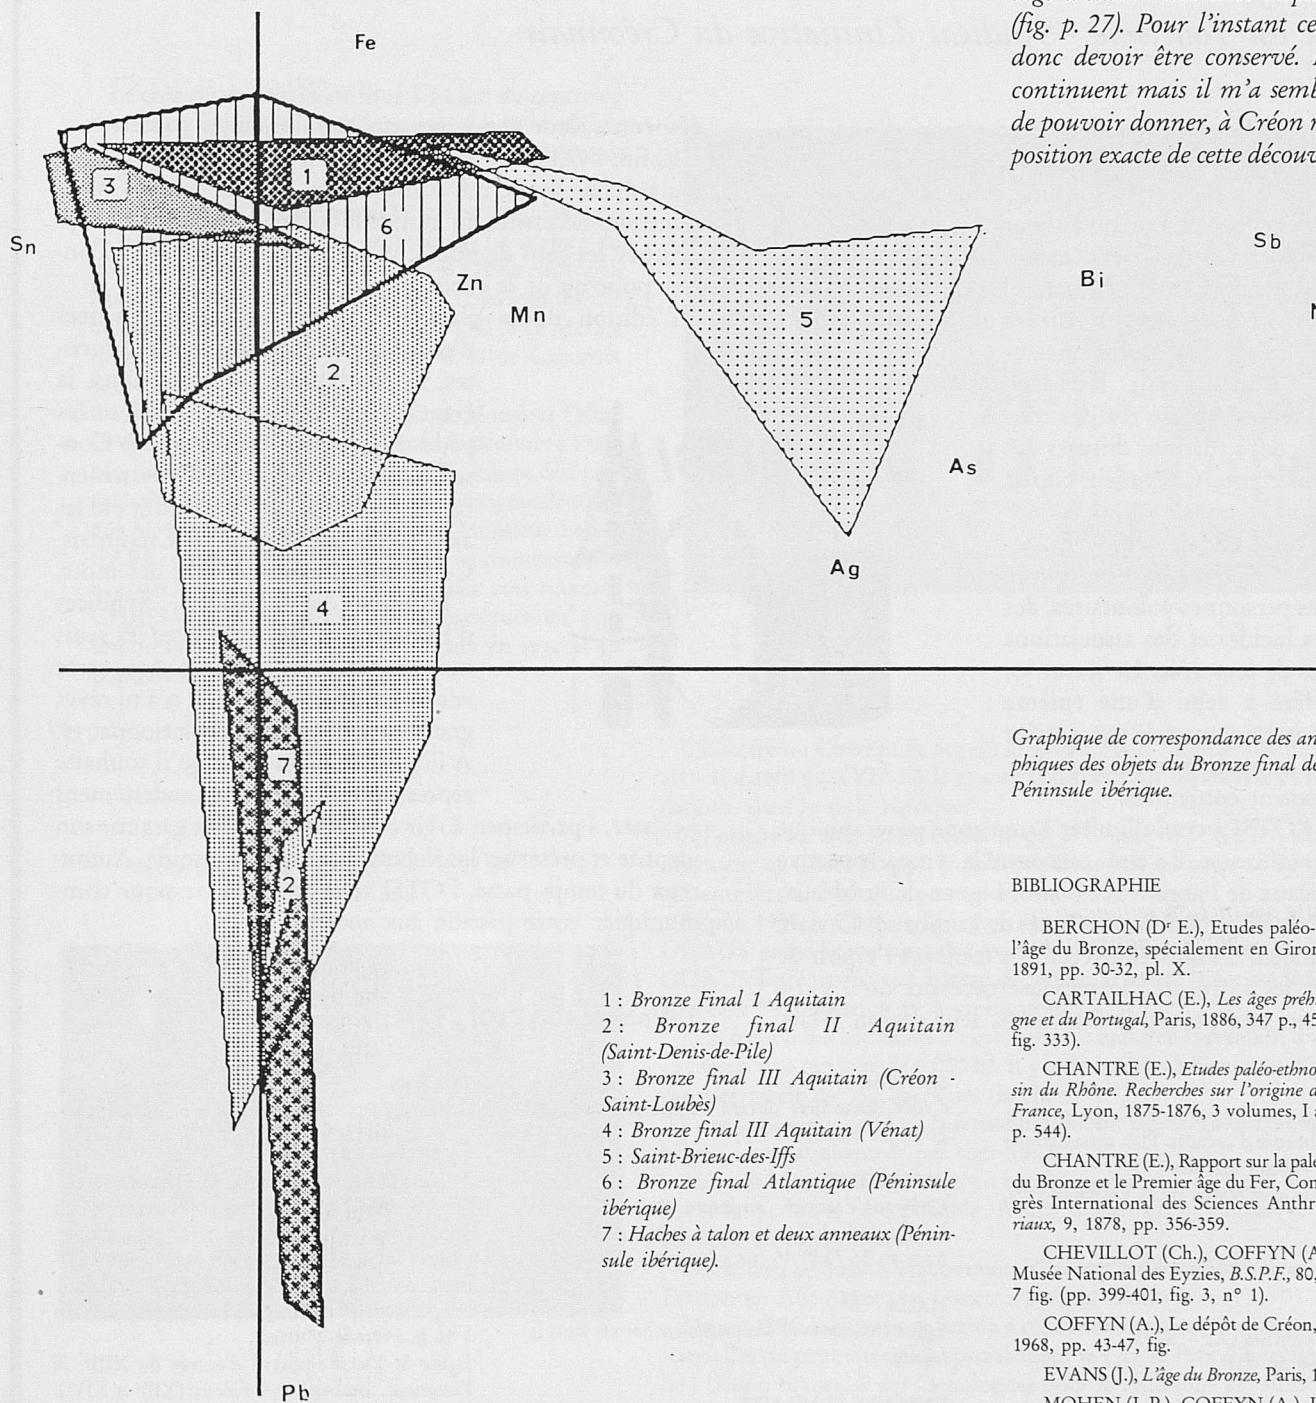 Fe
3
1
6
Sn
Zn
Mn
5
Sb
Bi
2
As
Ag
4
7
2
Pb
(fig. p. 27). Pour l'instant ce
donc devoir être conservé.
continuent mais il m'a semb
de pouvoir donner, à Créon
position exacte de cette découv
Graphique de correspondance des an
phiques des objets du Bronze final de
Péninsule ibérique.
1 : Bronze Final 1 Aquitain
2 : Bronze final II Aquitain
(Saint-Denis-de-Pile)
3 : Bronze final III Aquitain (Créon -
Saint-Loubès)
4 : Bronze final III Aquitain (Vénat)
5 : Saint-Brieuc-des-Iffs
6 : Bronze final Atlantique (Péninsule
ibérique)
7 : Haches à talon et deux anneaux (Pénin-
sule ibérique).
BIBLIOGRAPHIE
BERCHON (Dr E.), Etudes paléo-
l'âge du Bronze, spécialement en Giron
1891, pp. 30-32, pl. X.
CARTAILHAC (E.), Les âges préh
gne et du Portugal, Paris, 1886, 347 p., 45
fig. 333).
CHANTRE (E.), Etudes paléo-ethno
sin du Rhône. Recherches sur l'origine d
France, Lyon, 1875-1876, 3 volumes, I
p. 544).
CHANTRE (E.), Rapport sur la palé
du Bronze et le Premier âge du Fer, Con
grès International des Sciences Anthr
riaux, 9, 1878, pp. 356-359.
CHEVILLOT (Ch.), COFFYN (A
Musée National des Eyzies, B.S.P.F., 80,
7 fig. (pp. 399-401, fig. 3, n° 1).
COFFYN (A.), Le dépôt de Créon,
1968, pp. 43-47, fig.
EVANS (J.), L'âge du Bronze, Paris, 1